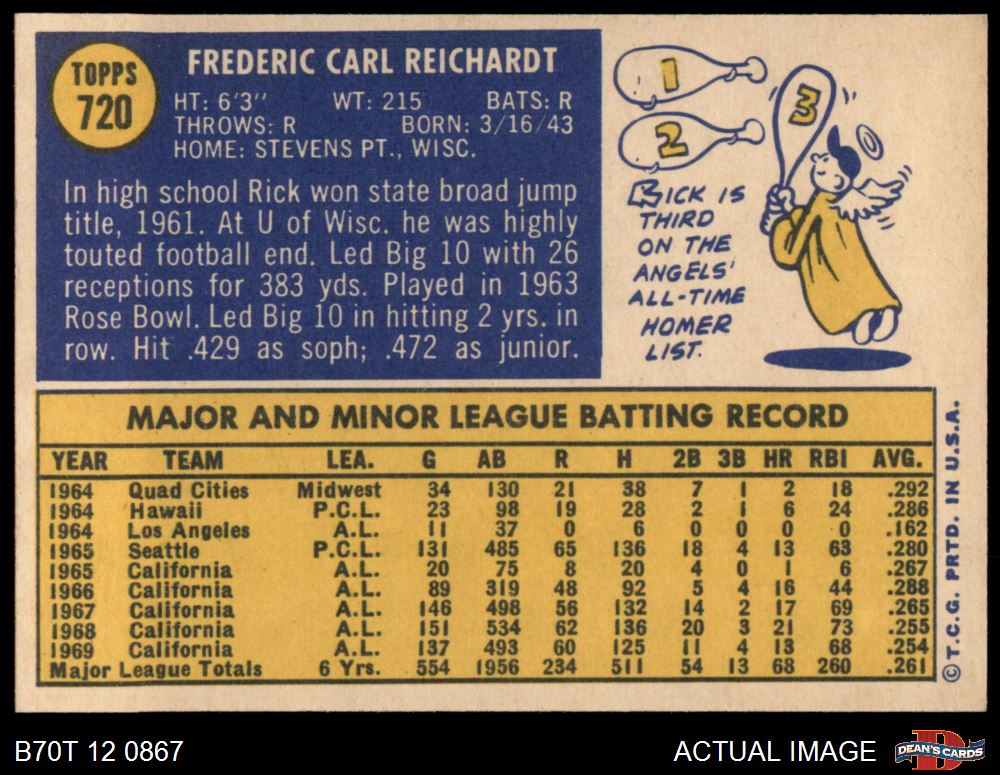 TOPPS
720
FREDERIC CARL REICHARDT
HT: 6'3" WT: 215 BATS: R
THROWS: R BORN: 3/16/43
HOME: STEVENS PT., WISC.
In high school Rick won state broad jump
title, 1961. At U of Wisc. he was highly
touted football end. Led Big 10 with 26
receptions for 383 yds. Played in 1963
Rose Bowl. Led Big 10 in hitting 2 yrs. in
row. Hit .429 as soph; .472 as junior.
1
2
3
RICK IS
THIRD
ON THE
ANGELS'
ALL-TIME
HOMER
LIST.
MAJOR AND MINOR LEAGUE BATTING RECORD
YEAR TEAM LEA. G AB R H 2B 3B HR RBI AVG.
1964 Quad Cities Midwest 34 130 21 38 7 1 2 18 .292
1964 Hawaii P.C.L. 23 98 19 28 2 1 6 24 .286
1964 Los Angeles A.L. 11 37 0 6 0 0 0 0 .162
1965 Seattle P.C.L. 131 485 65 136 18 4 13 63 .280
1965 California A.L. 20 75 8 20 4 0 1 6 .267
1966 California A.L. 89 319 48 92 5 4 16 44 .288
1967 California A.L. 146 498 56 132 14 2 17 69 .265
1968 California A.L. 151 534 62 136 20 3 21 73 .255
1969 California A.L. 137 493 60 125 11 4 13 68 .254
Major League Totals 6 Yrs. 554 1956 234 511 54 13 68 260 .261
© T.C.G. PRTD. IN U.S.A.
B70T 12 0867
ACTUAL IMAGE
DEAN'S CARDS